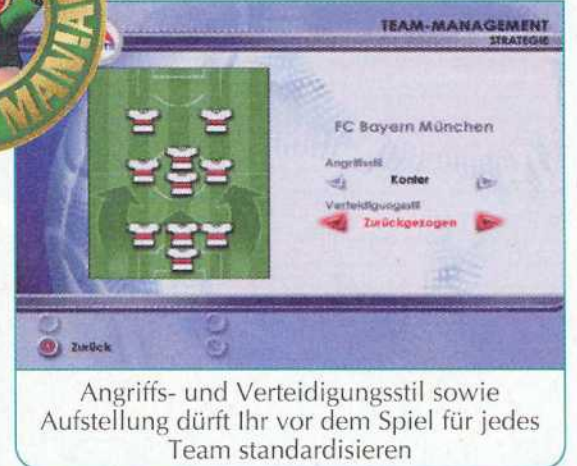 MANIAC
TEAM-MANAGEMENT
STRATEGIE
FC Bayern München
Angriffsstil
Konter
Verteidigungsstil
Zurückgezogen
Zurück
Angriffs- und Verteidigungsstil sowie
Aufstellung dürft Ihr vor dem Spiel für jedes
Team standardisieren